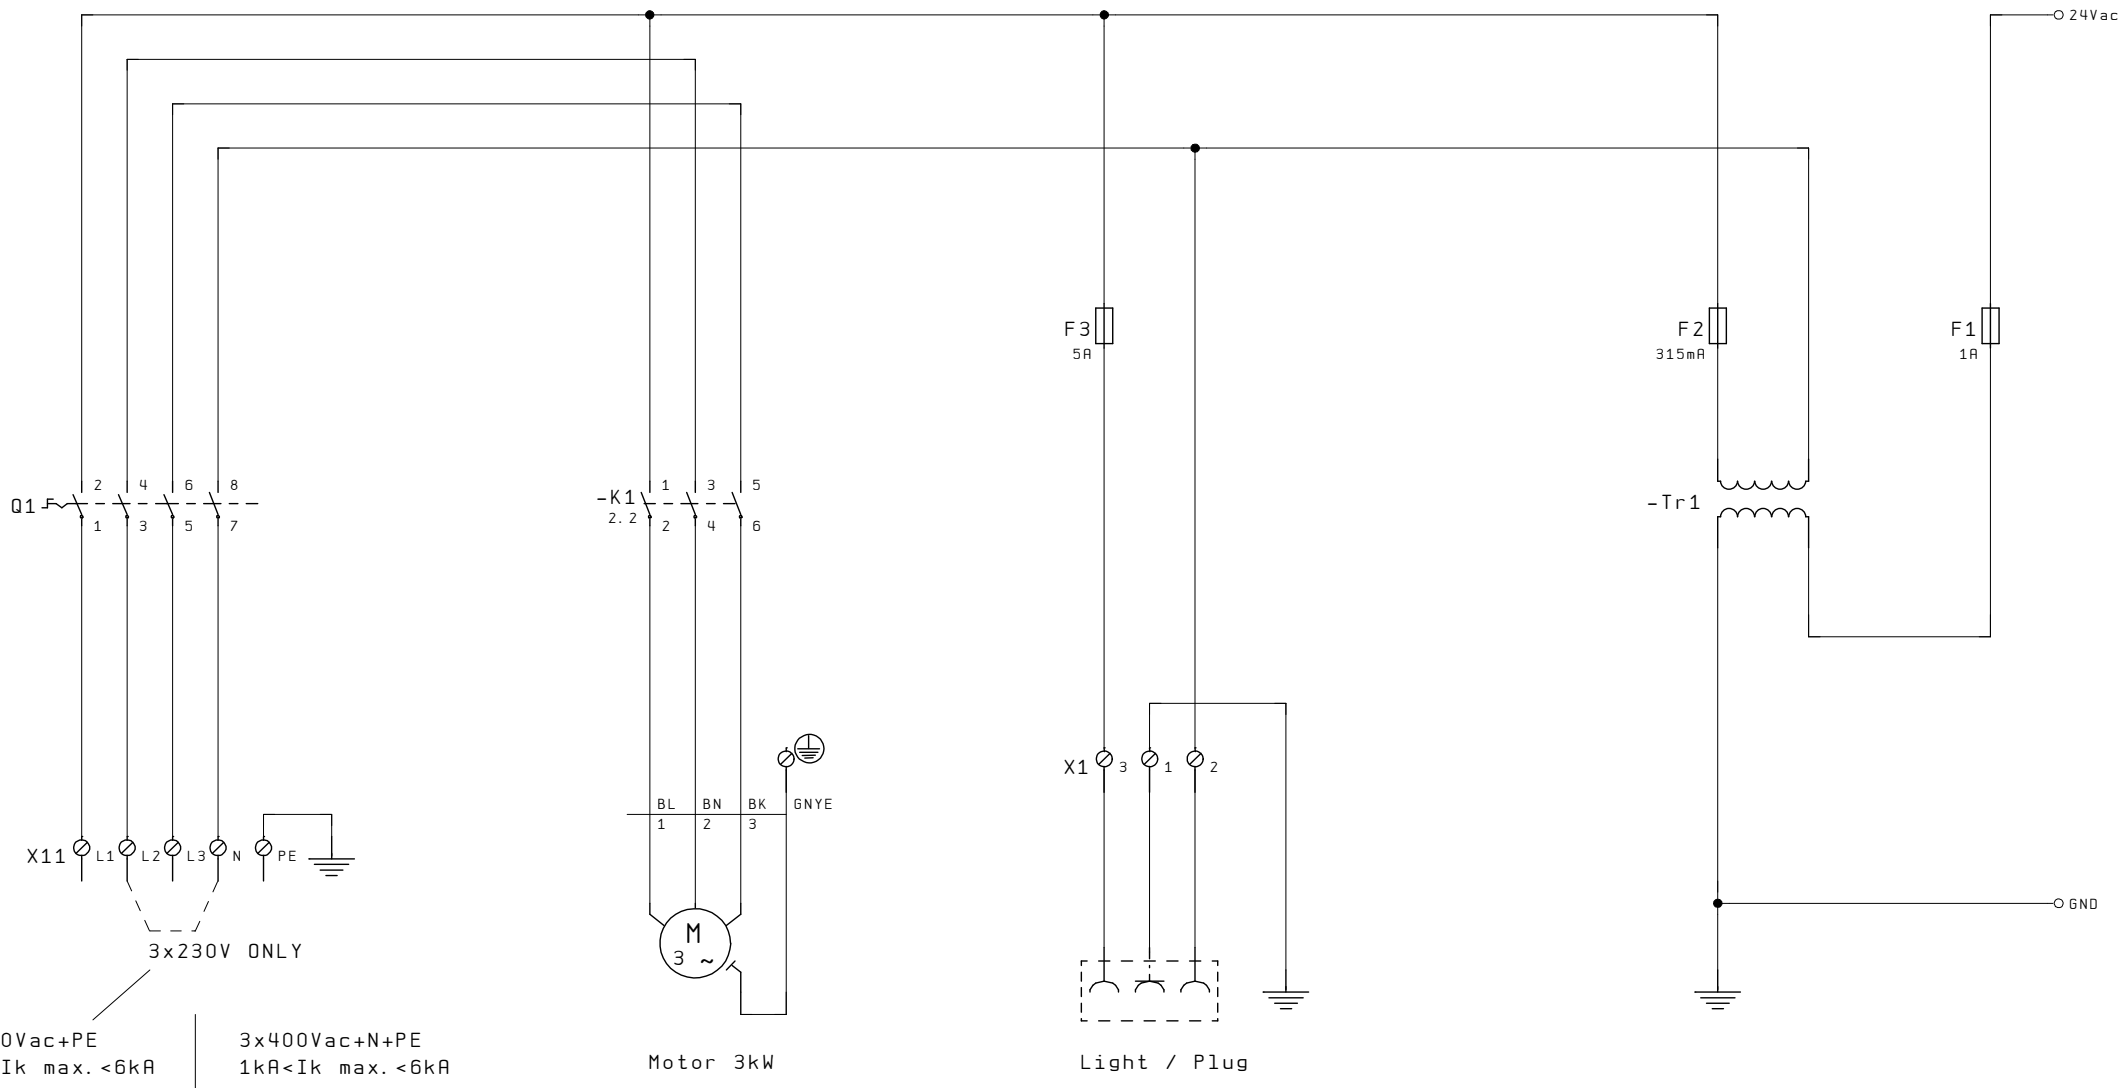 24Vac
F3
5A
F2
315mA
F1
1A
Q1
2 4 6 8
1 3 5 7
-K1
2.2
1 3 5
2 4 6
-Tr1
X1 3 1 2
BL BN BK GNYE
1 2 3
X11 L1 L2 L3 N PE
GND
M
3 ~
3x230V ONLY
0Vac+PE
Ik max.<6kA
3x400Vac+N+PE
1kA<Ik max.<6kA
Motor 3kW
Light / Plug